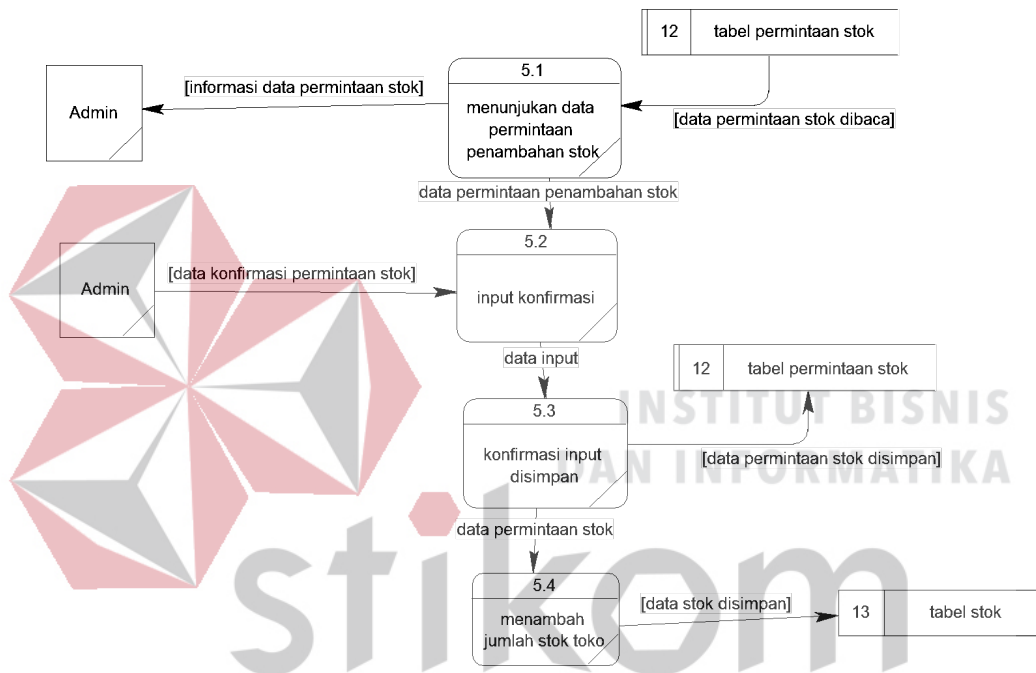 12 tabel permintaan stok
5.1
[informasi data permintaan stok]
Admin
menunjukan data
permintaan
penambahan stok
[data permintaan stok dibaca]
data permintaan penambahan stok
5.2
[data konfirmasi permintaan stok]
Admin
input konfirmasi
data input
12 tabel permintaan stok
5.3
INSTITUT BISNIS
konfirmasi input
disimpan
[data permintaan stok disimpan]
DAN INFORMATIKA
data permintaan stok
stikom
5.4
[data stok disimpan]
menambah
jumlah stok toko
13 tabel stok